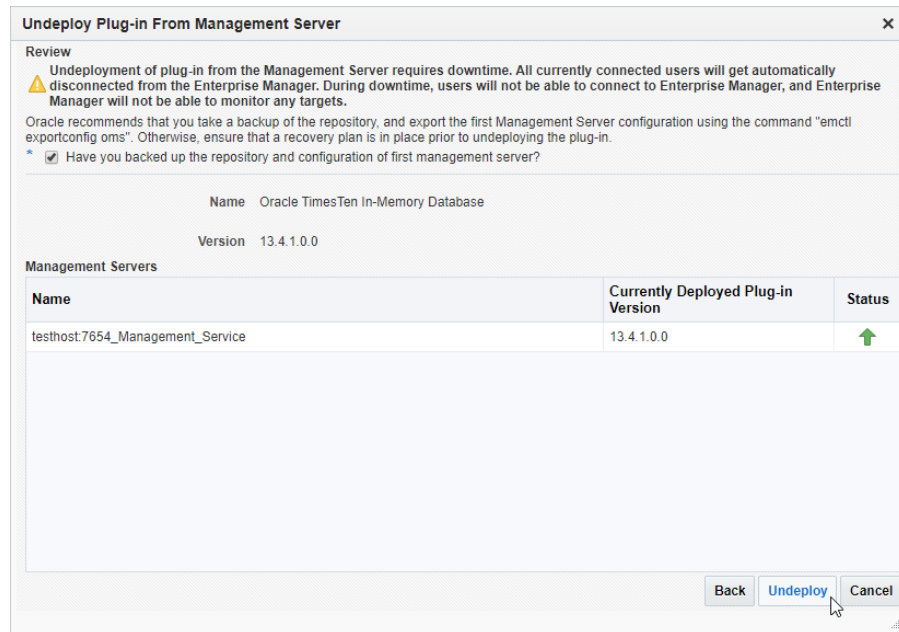 Undeploy Plug-in From Management Server
Review
Undeployment of plug-in from the Management Server requires downtime. All currently connected users will get automatically
disconnected from the Enterprise Manager. During downtime, users will not be able to connect to Enterprise Manager, and Enterprise
Manager will not be able to monitor any targets.
Oracle recommends that you take a backup of the repository, and export the first Management Server configuration using the command "emctl
exportconfig oms". Otherwise, ensure that a recovery plan is in place prior to undeploying the plug-in.
* Have you backed up the repository and configuration of first management server?
Name Oracle TimesTen In-Memory Database
Version 13.4.1.0.0
Management Servers
Name Currently Deployed Plug-in Version Status
testhost:7654_Management_Service 13.4.1.0.0
Back Undeploy Cancel